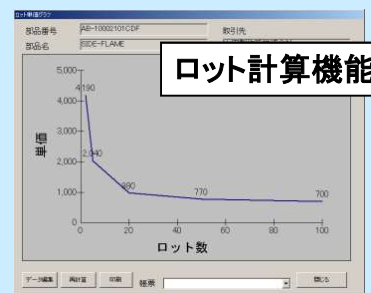 ロット単価グラフ
部品番号 AB-10002101CDF 取引先
部品名 SIDE-FLAME
ロット計算機能
5,000
4,190
4,000
3,000
単価
2,040
2,000
980
770
700
1,000
0
0 20 40 60 80 100
ロット数
データ編集 再計算 印刷 帳票 閉じる